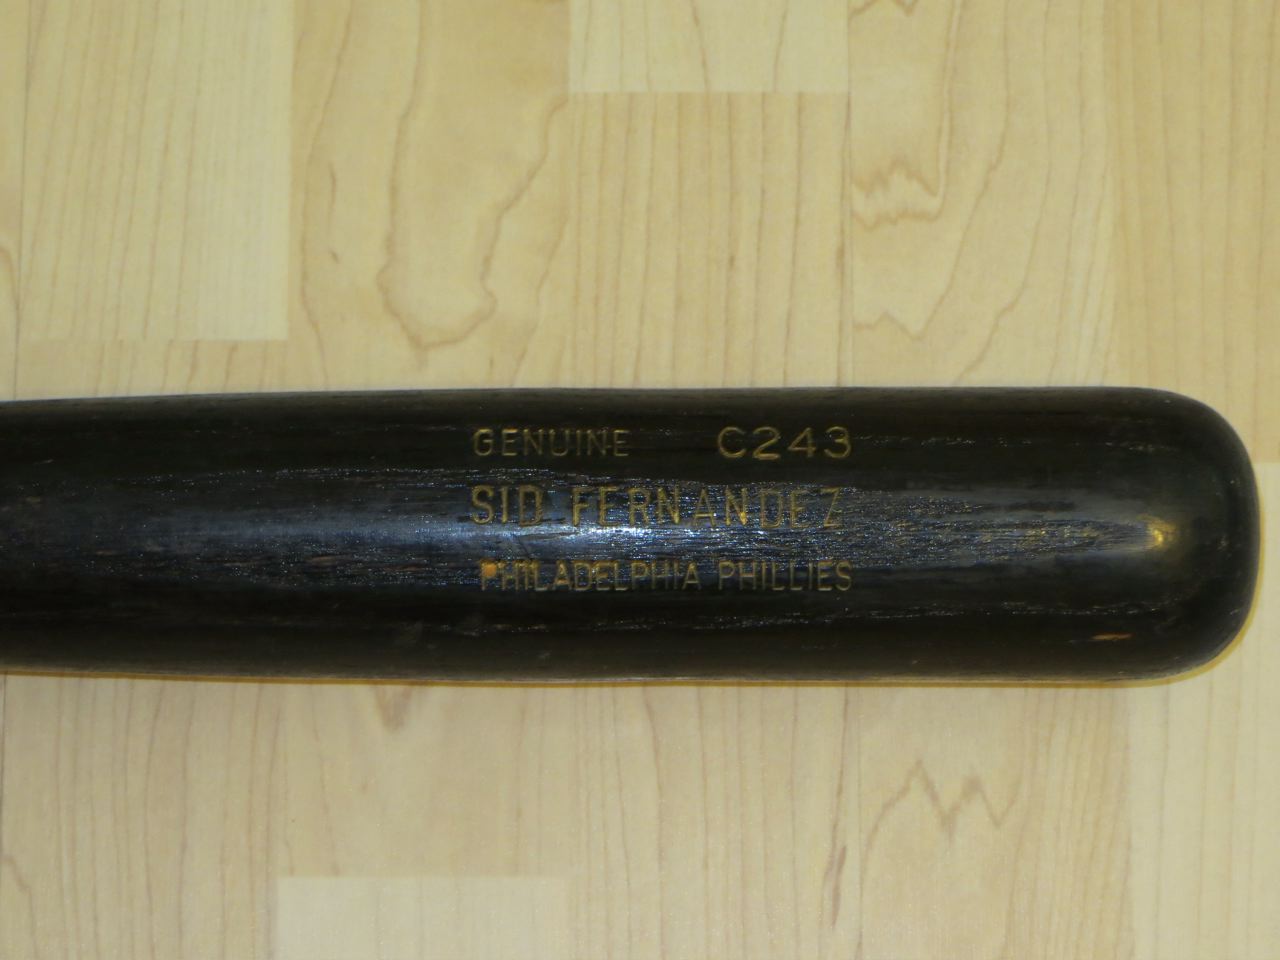 GENUINE C243
SID FERNANDEZ
PHILADELPHIA PHILLIES